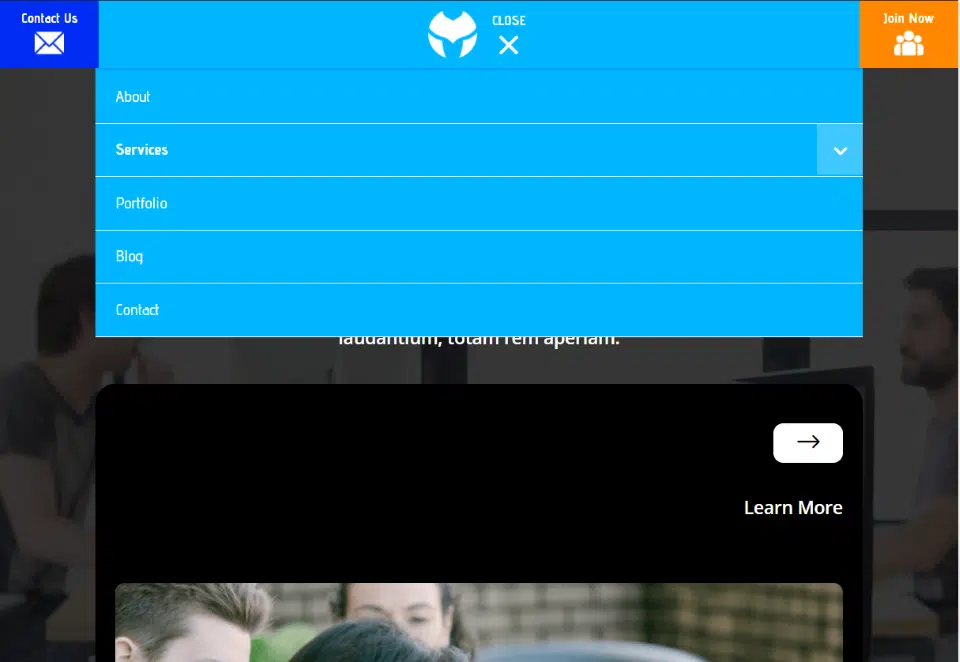 Contact Us
CLOSE
Join Now
About
Services
Portfolio
Blog
Contact
laudantium, totam rem aperiam.
Learn More